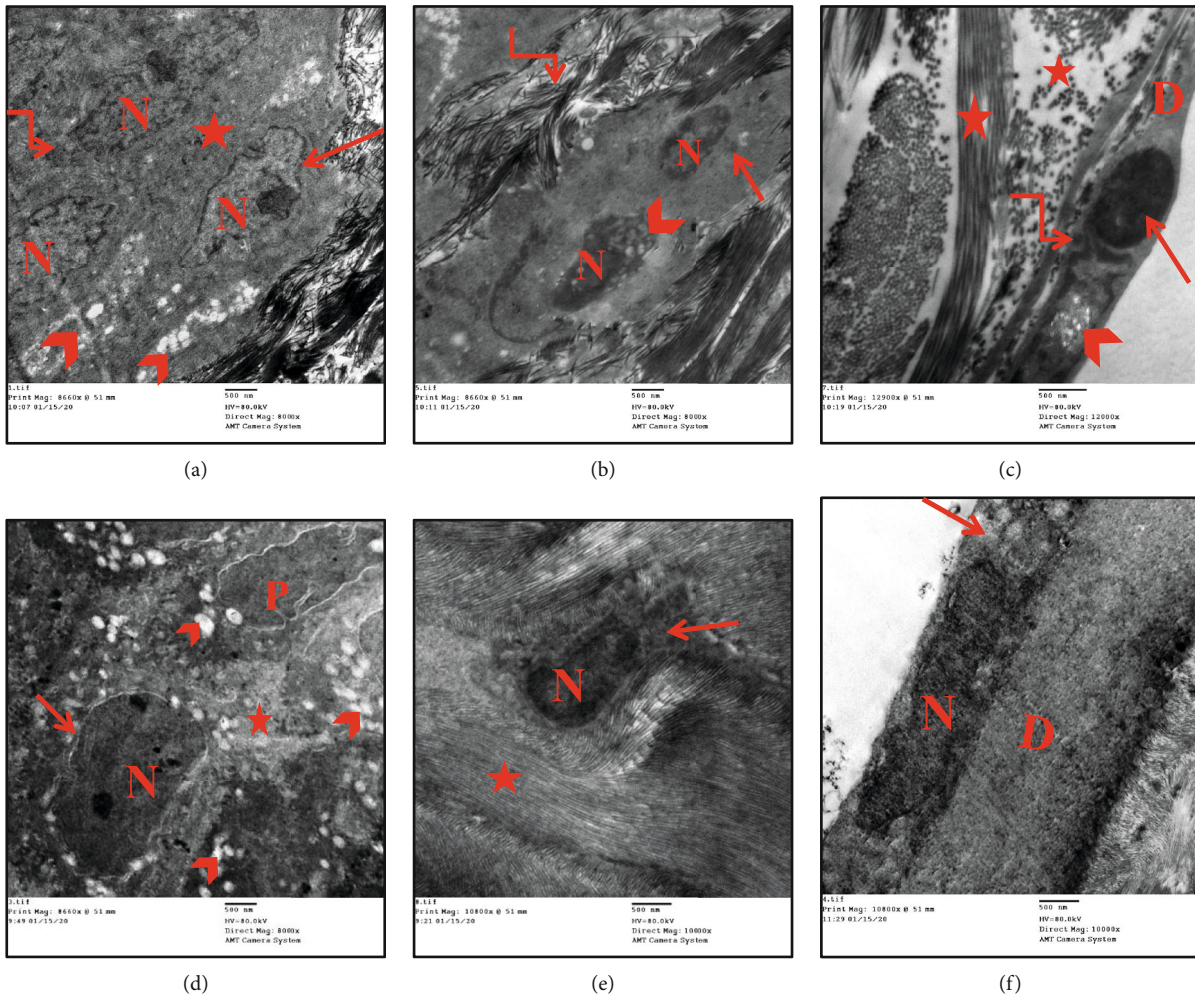 N
N
N
1.tif
Print Mag: 8660x @ 51 mm
10:07 01/15/20
500 nm
HV=80.0kV
Direct Mag: 8000x
AMT Camera System
(a)
N
N
5.tif
Print Mag: 8660x @ 51 mm
10:11 01/15/20
500 nm
HV=80.0kV
Direct Mag: 8000x
AMT Camera System
(b)
D
7.tif
Print Mag: 12900x @ 51 mm
10:19 01/15/20
500 nm
HV=80.0kV
Direct Mag: 12000x
AMT Camera System
(c)
P
N
3.tif
Print Mag: 8660x @ 51 mm
9:49 01/15/20
500 nm
HV=80.0kV
Direct Mag: 8000x
AMT Camera System
(d)
N
8.tif
Print Mag: 10800x @ 51 mm
9:21 01/15/20
500 nm
HV=80.0kV
Direct Mag: 10000x
AMT Camera System
(e)
N
D
4.tif
Print Mag: 10800x @ 51 mm
11:29 01/15/20
500 nm
HV=80.0kV
Direct Mag: 10000x
AMT Camera System
(f)